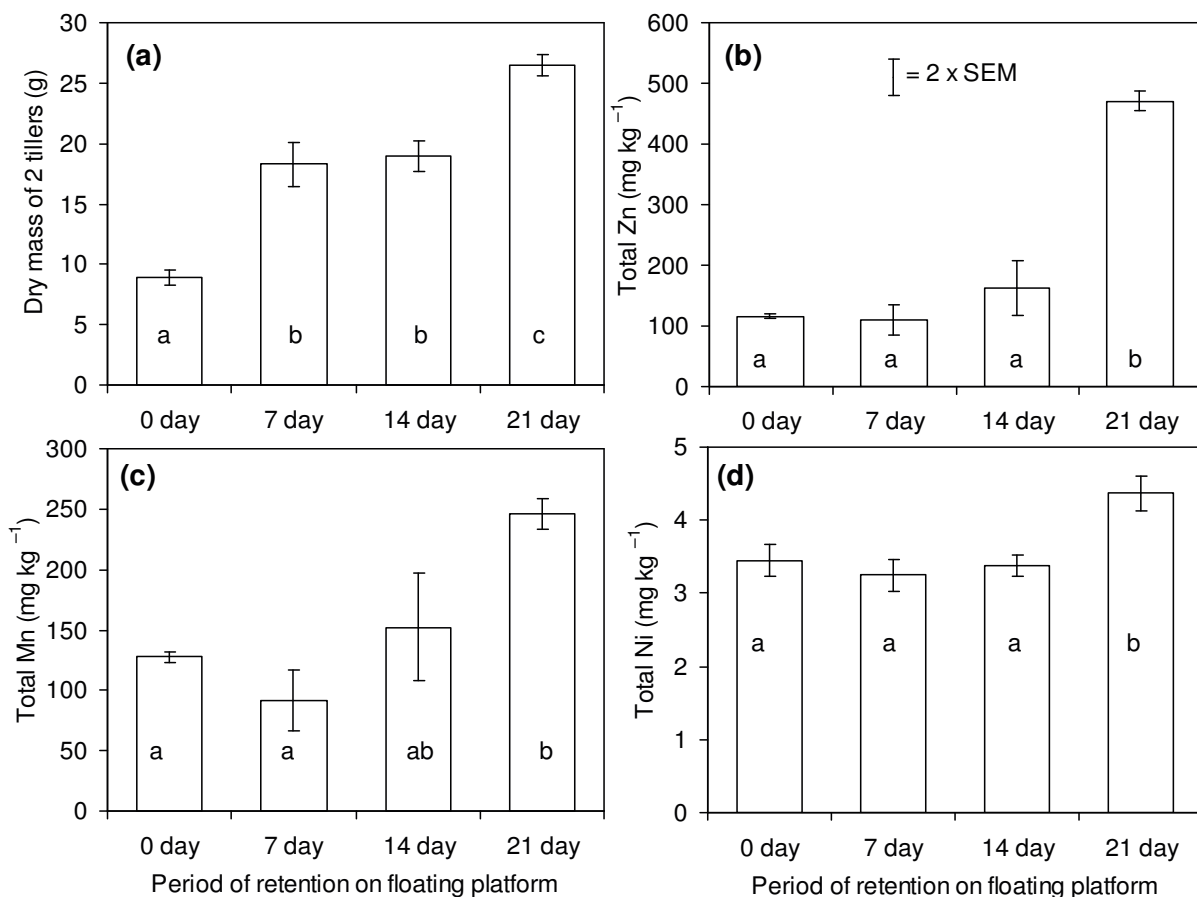 (a)
Dry mass of 2 tillers (g)
30
25
20
15
10
5
0
a
b
b
c
0 day
7 day
14 day
21 day
(b)
= 2 x SEM
Total Zn (mg kg −1)
600
500
400
300
200
100
0
a
a
a
b
0 day
7 day
14 day
21 day
(c)
Total Mn (mg kg −1)
300
250
200
150
100
50
0
a
a
ab
b
0 day
7 day
14 day
21 day
Period of retention on floating platform
(d)
Total Ni (mg kg −1)
5
4
3
2
1
0
a
a
a
b
0 day
7 day
14 day
21 day
Period of retention on floating platform